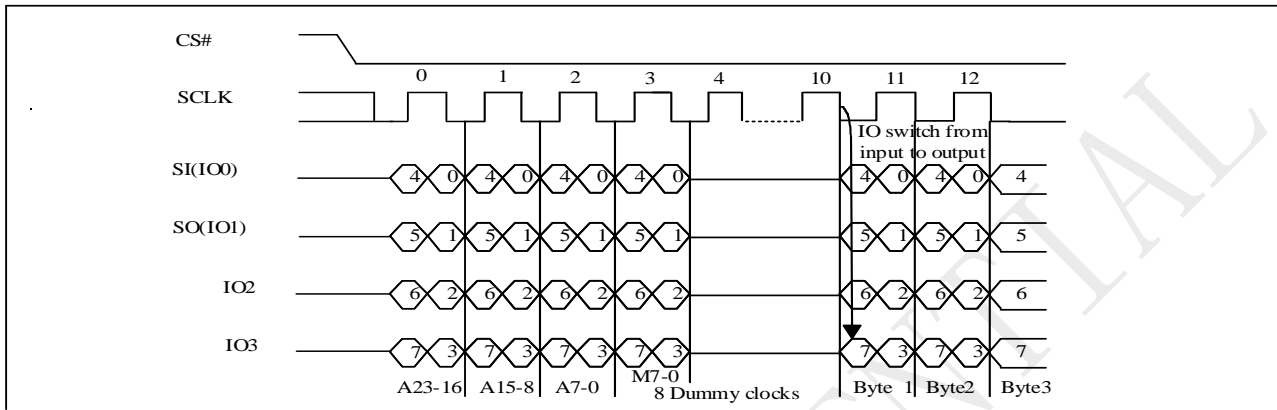 CS#
0 1 2 3 4 10 11 12
SCLK
IO switch from
input to output
SI(IO0) 4 0 4 0 4 0 4 0 4 0 4 0 4
SO(IO1) 5 1 5 1 5 1 5 1 5 1 5 1 5
IO2 6 2 6 2 6 2 6 2 6 2 6 2 6
IO3 7 3 7 3 7 3 7 3 7 3 7 3 7
A23-16 A15-8 A7-0 M7-0 8 Dummy clocks Byte 1 Byte2 Byte3